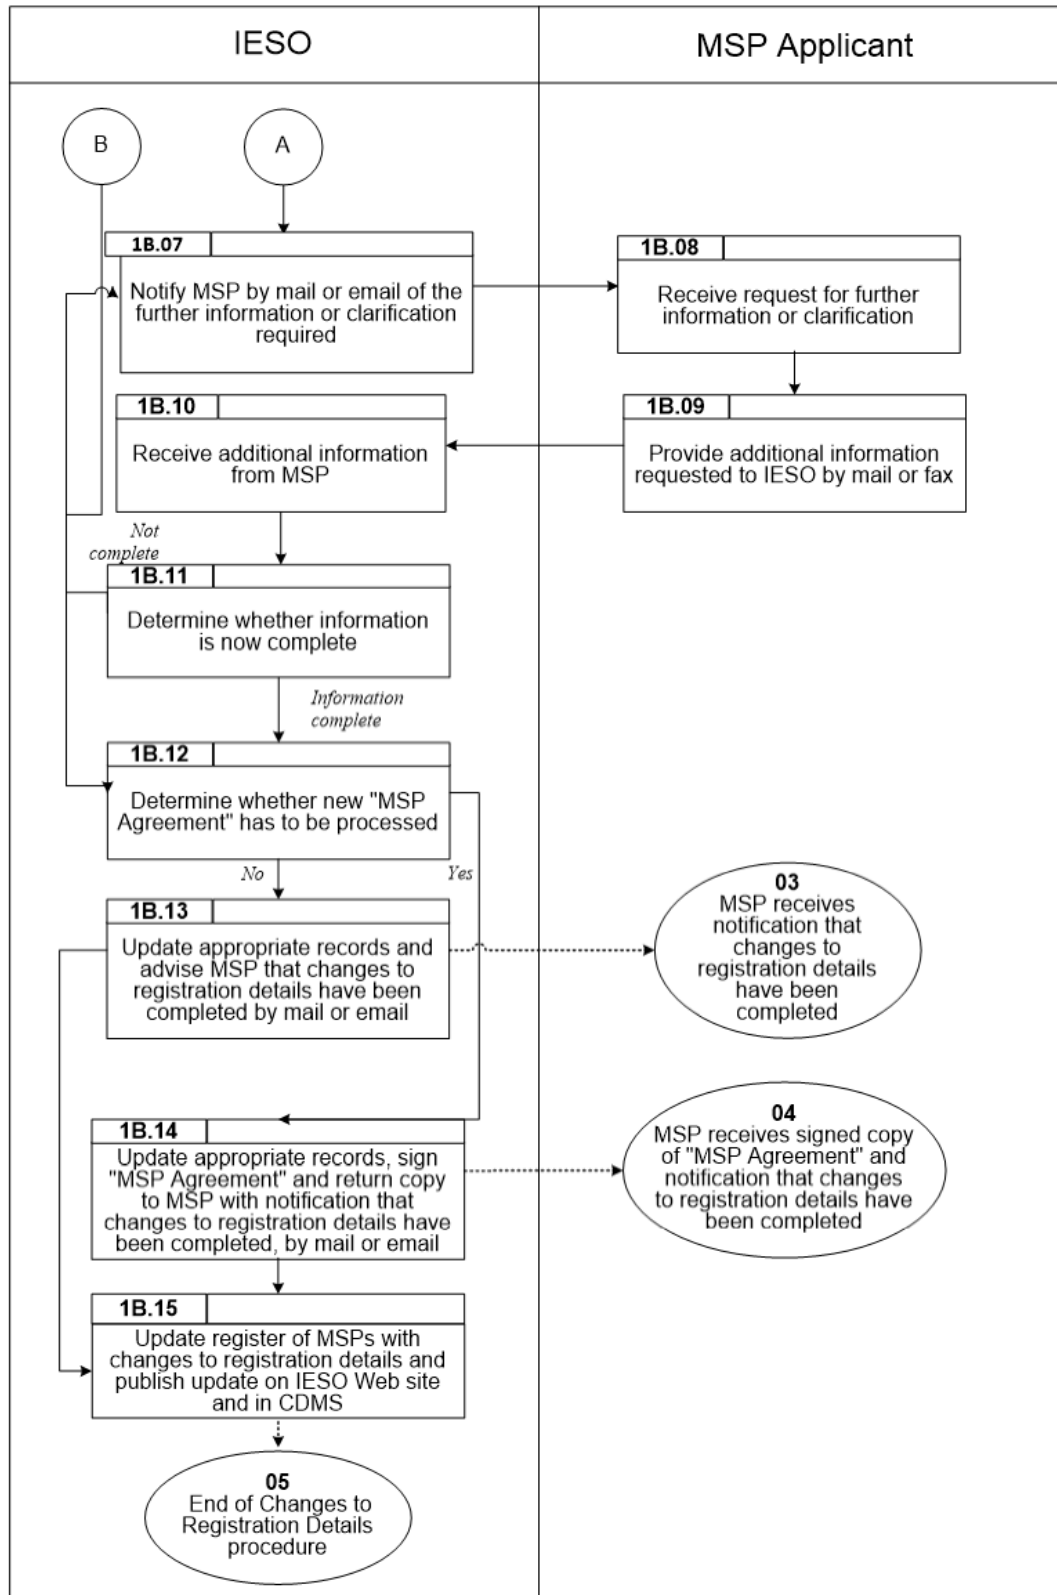 IESO
MSP Applicant
B
A
1B.07
Notify MSP by mail or email of the
further information or clarification
required
1B.08
Receive request for further
information or clarification
1B.10
Receive additional information
from MSP
1B.09
Provide additional information
requested to IESO by mail or fax
Not
complete
1B.11
Determine whether information
is now complete
Information
complete
1B.12
Determine whether new "MSP
Agreement" has to be processed
No
Yes
1B.13
Update appropriate records and
advise MSP that changes to
registration details have been
completed by mail or email
03
MSP receives
notification that
changes to
registration details
have been
completed
1B.14
Update appropriate records, sign
"MSP Agreement" and return copy
to MSP with notification that
changes to registration details have
been completed, by mail or email
04
MSP receives signed copy
of "MSP Agreement" and
notification that changes
to registration details have
been completed
1B.15
Update register of MSPs with
changes to registration details and
publish update on IESO Web site
and in CDMS
05
End of Changes to
Registration Details
procedure